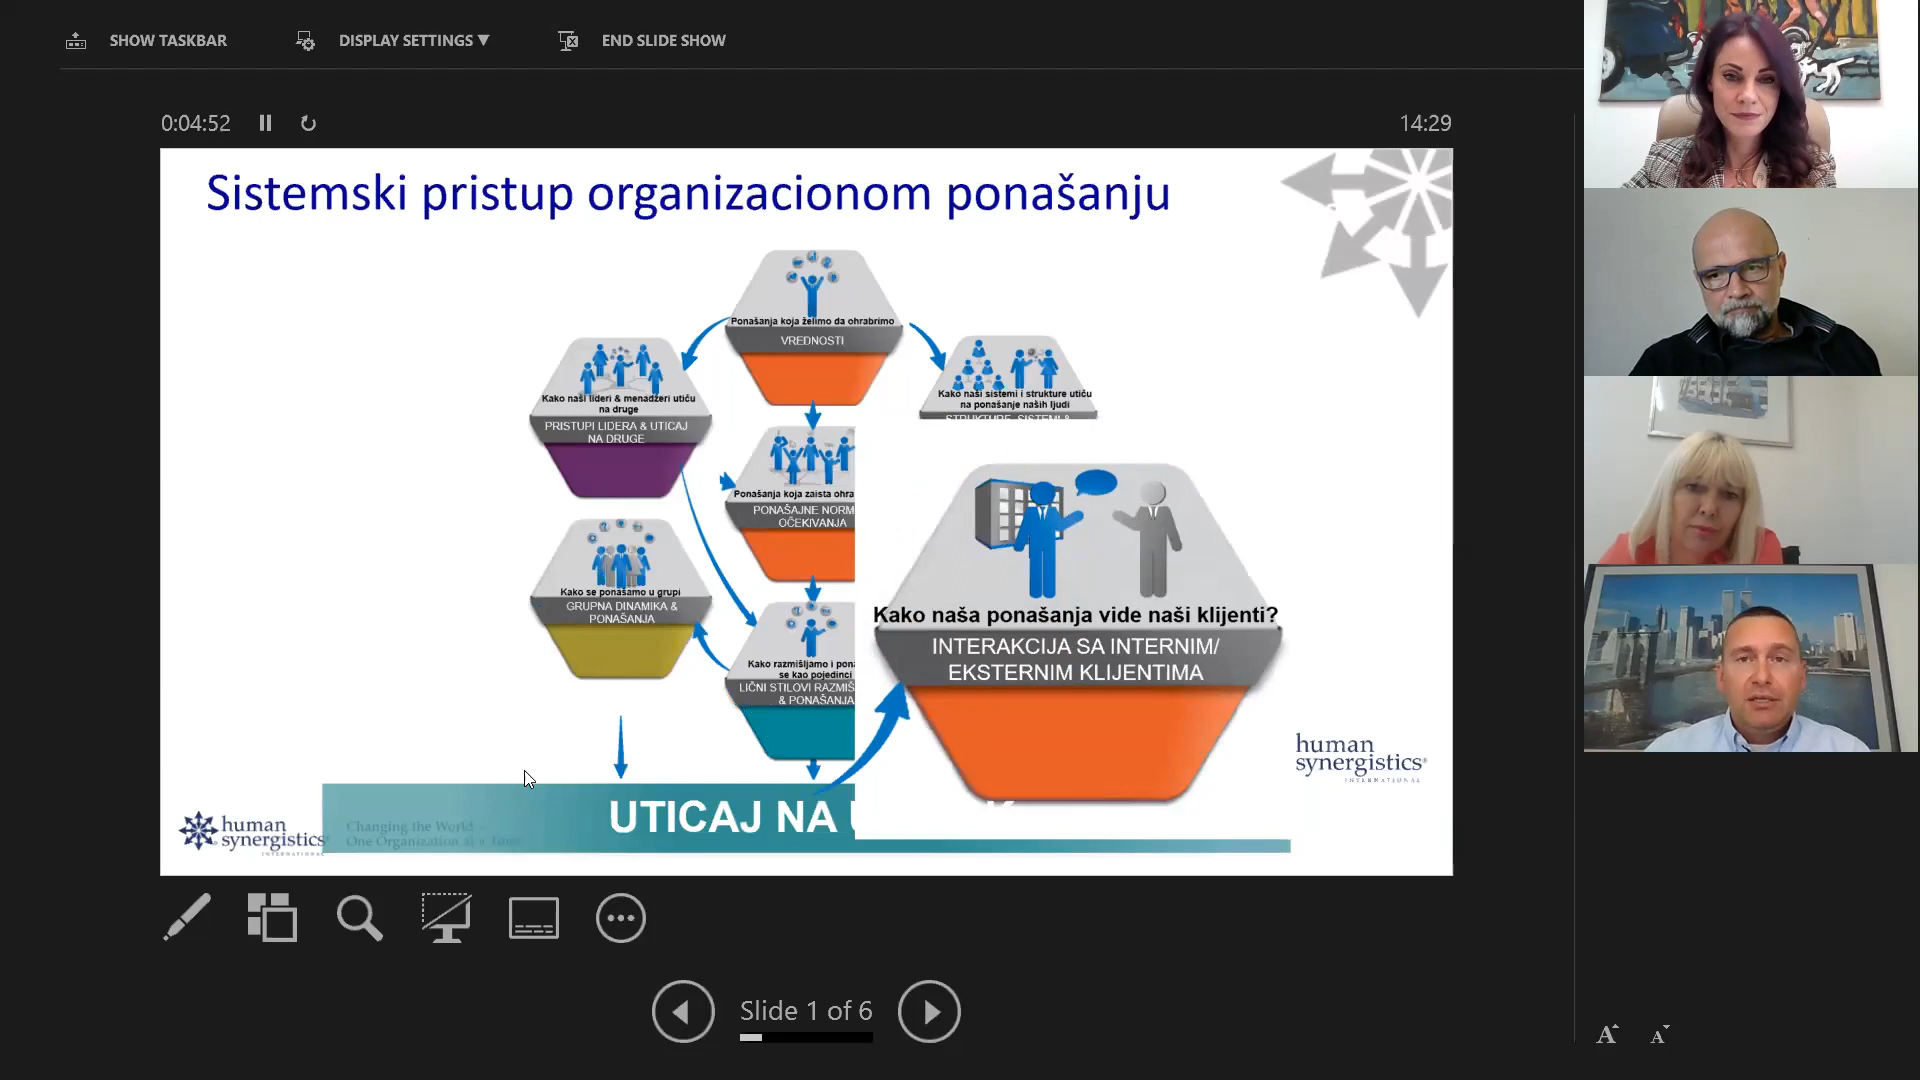 SHOW TASKBAR
DISPLAY SETTINGS ▼
END SLIDE SHOW
0:04:52
14:29
Sistemski pristup organizacionom ponašanju
Ponašanja koja želimo da ohrabrimo
VREDNOSTI
Kako naši lideri & menadžeri utiču
na druge
PRISTUPI LIDERA & UTICAJ
NA DRUGE
Kako naši sistemi i strukture utiču
na ponašanje naših ljudi
STRUKTURE, SISTEMI &
Ponašanja koja zaista ohra
PONAŠAJNE NORM
OČEKIVANJA
Kako se ponašamo u grupi
GRUPNA DINAMIKA &
PONAŠANJA
Kako razmišljamo i pona
se kao pojedinci
LIČNI STILOVI RAZMIŠ
& PONAŠANJA
Kako naša ponašanja vide naši klijenti?
INTERAKCIJA SA INTERNIM/
EKSTERNIM KLIJENTIMA
human
synergistics®
INTERNATIONAL
UTICAJ NA
human
synergistics®
INTERNATIONAL
Changing the World—
One Organization at a Time
Slide 1 of 6
A A